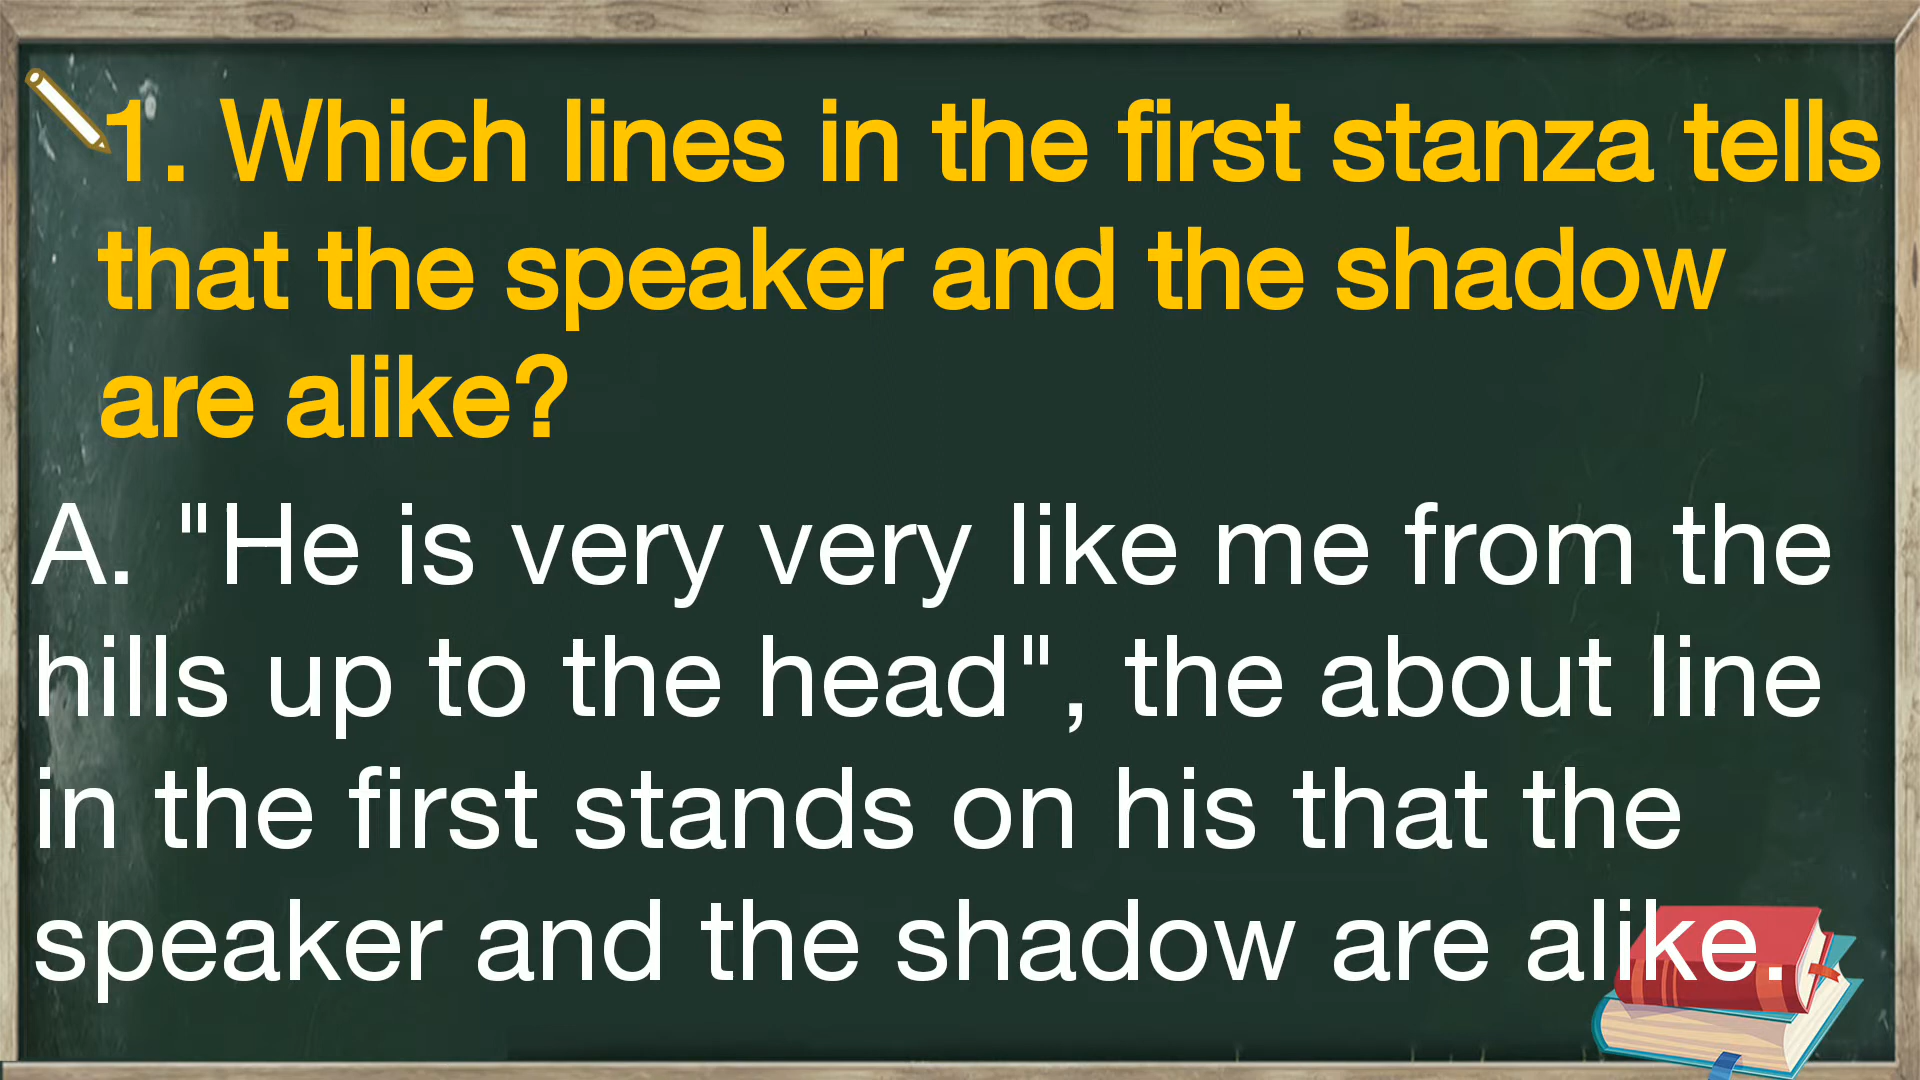 1. Which lines in the first stanza tells
that the speaker and the shadow
are alike?
A. "He is very very like me from the
hills up to the head", the about line
in the first stands on his that the
speaker and the shadow are alike.